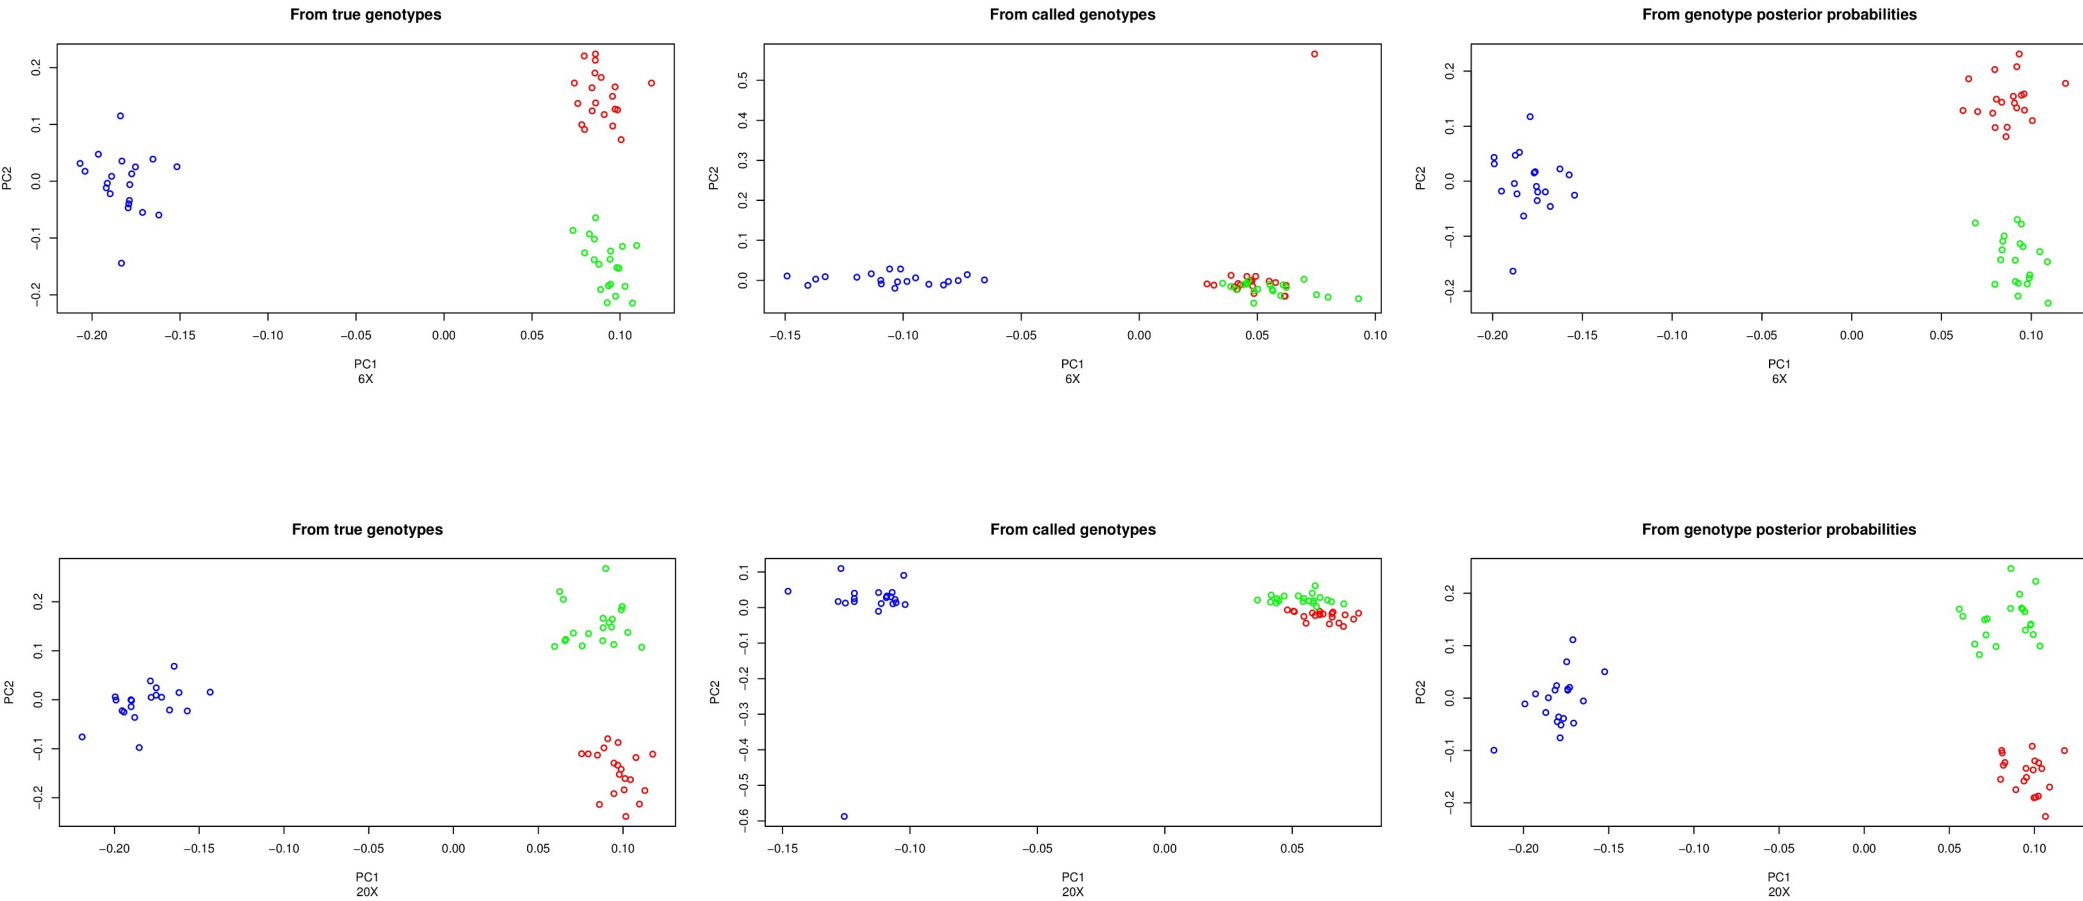 From true genotypes
0.2
0.1
0.0
−0.1
−0.2
PC2
−0.20 −0.15 −0.10 −0.05 0.00 0.05 0.10
PC1
6X
From called genotypes
0.5
0.4
0.3
0.2
0.1
0.0
PC2
−0.15 −0.10 −0.05 0.00 0.05 0.10
PC1
6X
From genotype posterior probabilities
0.2
0.1
0.0
−0.1
−0.2
PC2
−0.20 −0.15 −0.10 −0.05 0.00 0.05 0.10
PC1
6X
From true genotypes
0.2
0.1
0.0
−0.1
−0.2
PC2
−0.20 −0.15 −0.10 −0.05 0.00 0.05 0.10
PC1
20X
From called genotypes
0.1
0.0
−0.1
−0.2
−0.3
−0.4
−0.5
−0.6
PC2
−0.15 −0.10 −0.05 0.00 0.05
PC1
20X
From genotype posterior probabilities
0.2
0.1
0.0
−0.1
−0.2
PC2
−0.20 −0.15 −0.10 −0.05 0.00 0.05 0.10
PC1
20X